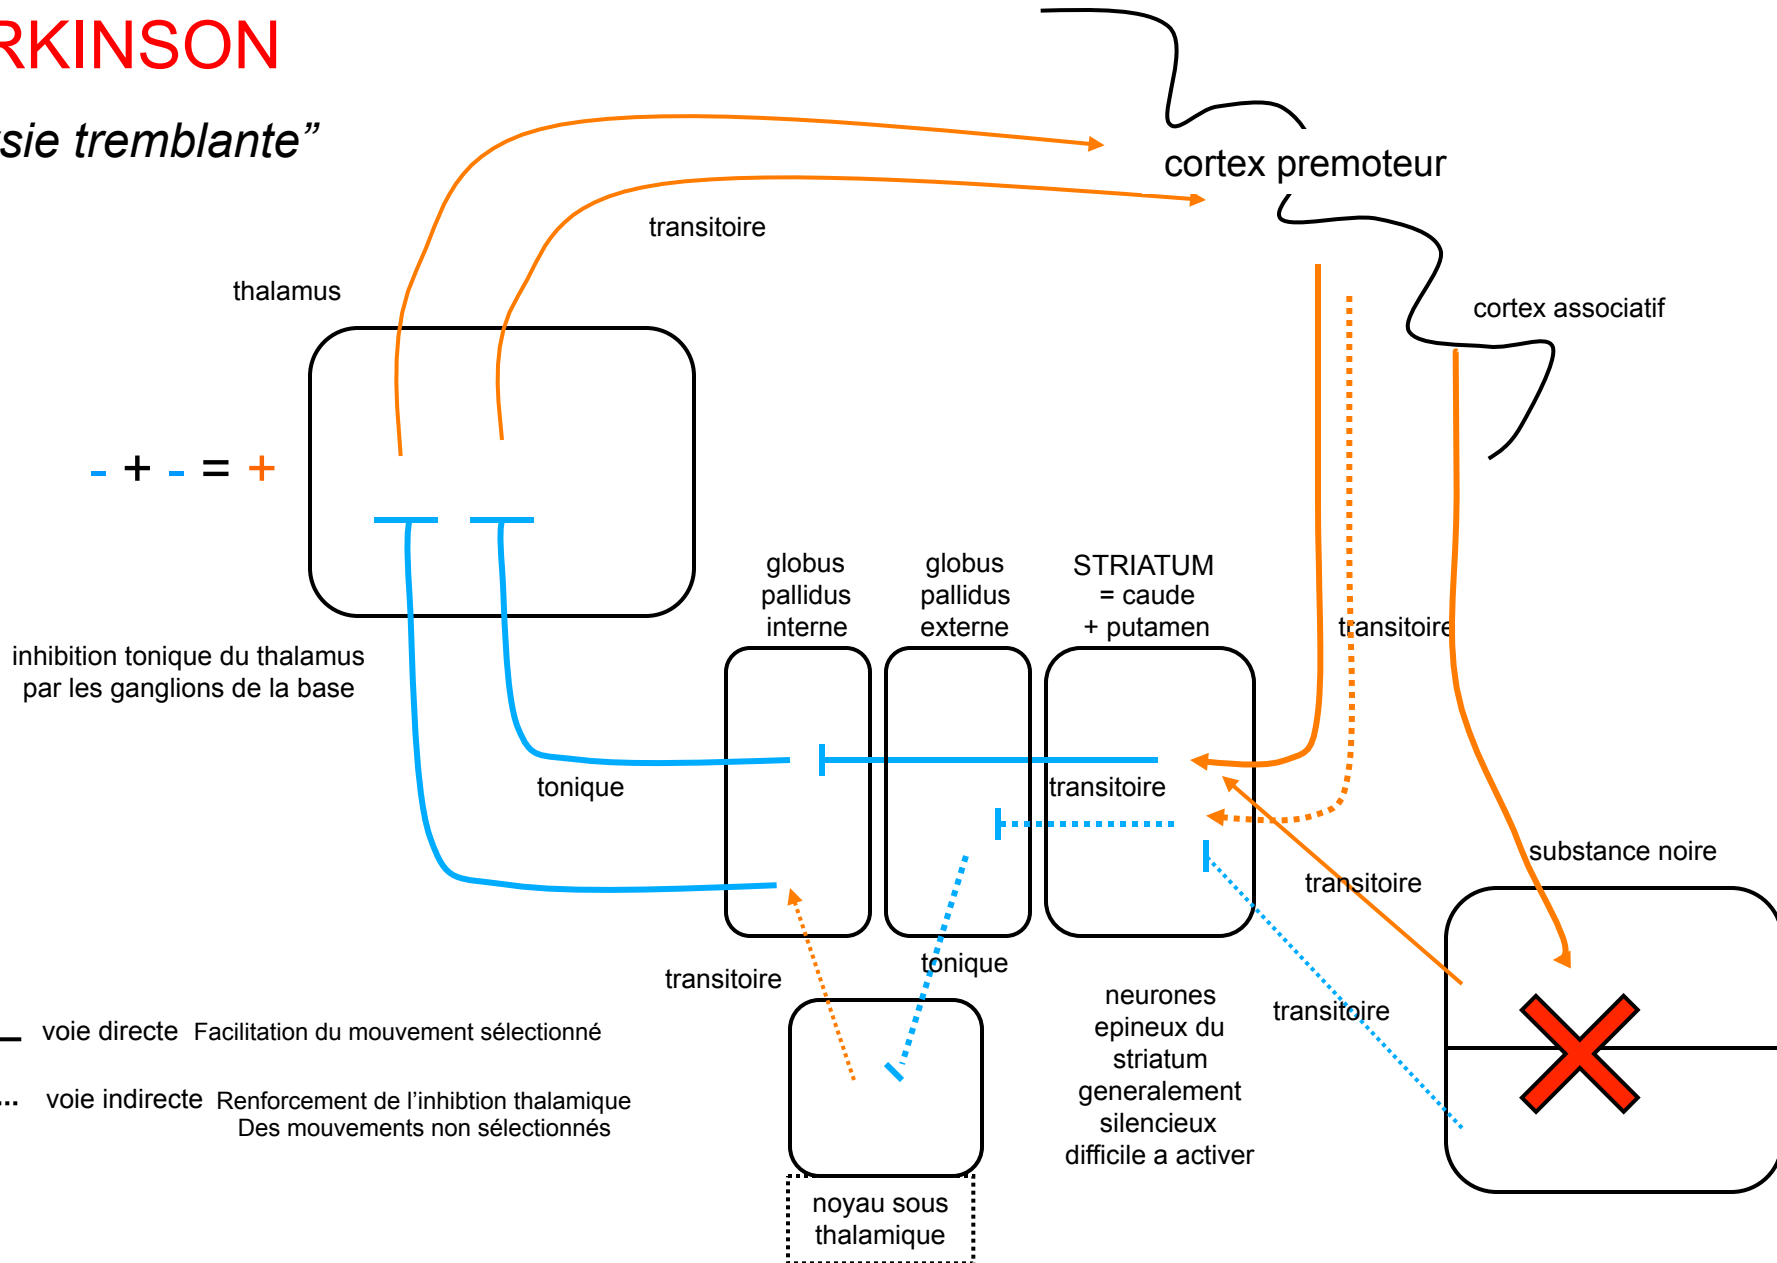 RKINSON
sie tremblante”
cortex premoteur
transitoire
thalamus
cortex associatif
- + - = +
globus
pallidus
interne
globus
pallidus
externe
STRIATUM
= caude
+ putamen
transitoire
inhibition tonique du thalamus
par les ganglions de la base
tonique
transitoire
substance noire
transitoire
tonique
transitoire
neurones
epineux du
striatum
generalement
silencieux
difficile a activer
transitoire
voie directe Facilitation du mouvement sélectionné
voie indirecte Renforcement de l’inhibtion thalamique
Des mouvements non sélectionnés
noyau sous
thalamique